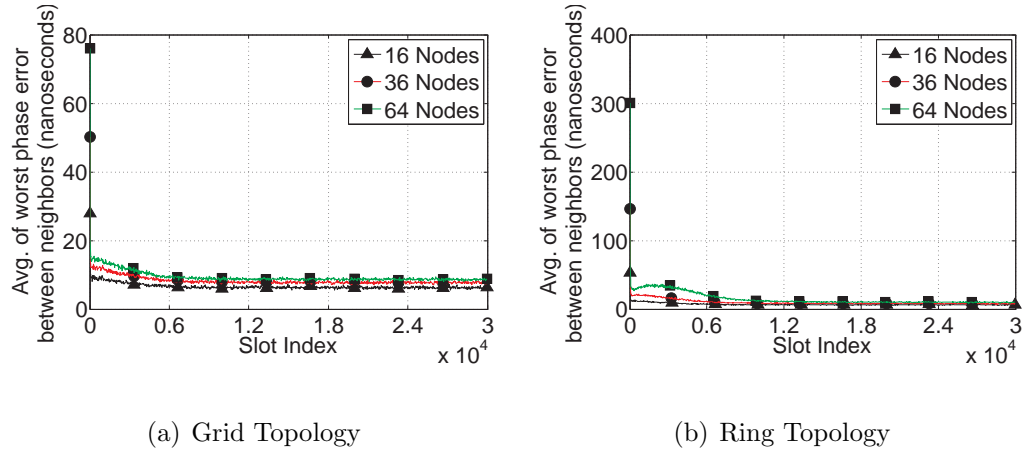 Avg. of worst phase error
between neighbors (nanoseconds)
80
60
40
20
0
0 0.6 1.2 1.8 2.4 3
x 10^4
Slot Index
16 Nodes
36 Nodes
64 Nodes
(a) Grid Topology
Avg. of worst phase error
between neighbors (nanoseconds)
400
300
200
100
0
0 0.6 1.2 1.8 2.4 3
x 10^4
Slot Index
16 Nodes
36 Nodes
64 Nodes
(b) Ring Topology